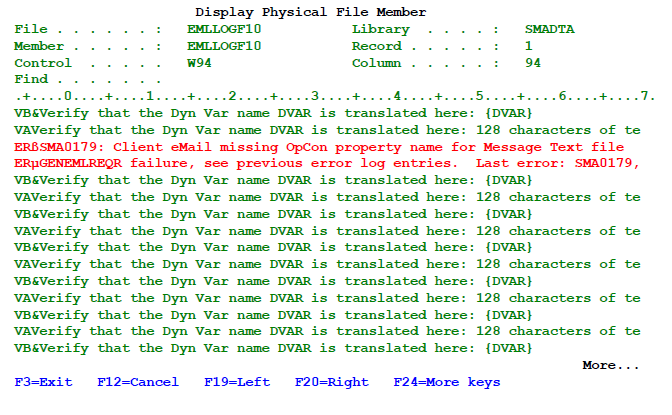 Display Physical File Member
File . . . . . . :   EMLLOGF10   Library  . . . . :   SMADTA
Member . . . . . :   EMLLOGF10   Record . . . . . :   1
Control  . . . . .   W94   Column . . . . . :   94
Find . . . . . . .
.+....0....+....1....+....2....+....3....+....4....+....5....+....6....+....7.
VB&Verify that the Dyn Var name DVAR is translated here: {DVAR}
VAVerify that the Dyn Var name DVAR is translated here: 128 characters of te
ERßSMA0179: Client eMail missing OpCon property name for Message Text file
ERµGENEMLREQR failure, see previous error log entries.  Last error: SMA0179,
VB&Verify that the Dyn Var name DVAR is translated here: {DVAR}
VAVerify that the Dyn Var name DVAR is translated here: 128 characters of te
VB&Verify that the Dyn Var name DVAR is translated here: {DVAR}
VAVerify that the Dyn Var name DVAR is translated here: 128 characters of te
VB&Verify that the Dyn Var name DVAR is translated here: {DVAR}
VAVerify that the Dyn Var name DVAR is translated here: 128 characters of te
VB&Verify that the Dyn Var name DVAR is translated here: {DVAR}
VAVerify that the Dyn Var name DVAR is translated here: 128 characters of te
VB&Verify that the Dyn Var name DVAR is translated here: {DVAR}
VAVerify that the Dyn Var name DVAR is translated here: 128 characters of te
VB&Verify that the Dyn Var name DVAR is translated here: {DVAR}
More...
F3=Exit   F12=Cancel   F19=Left   F20=Right   F24=More keys